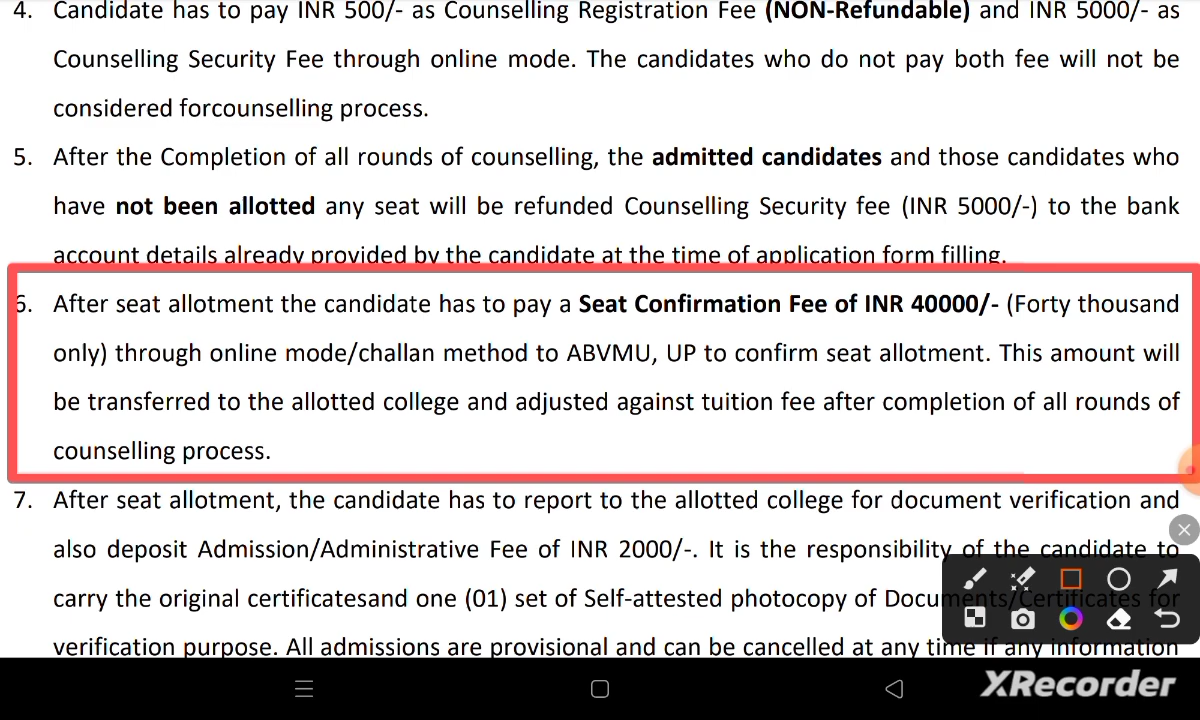 4. Candidate has to pay INR 500/- as Counselling Registration Fee (NON-Refundable) and INR 5000/- as
Counselling Security Fee through online mode. The candidates who do not pay both fee will not be
considered forcounselling process.
5. After the Completion of all rounds of counselling, the admitted candidates and those candidates who
have not been allotted any seat will be refunded Counselling Security fee (INR 5000/-) to the bank
account details already provided by the candidate at the time of application form filling.
6. After seat allotment the candidate has to pay a Seat Confirmation Fee of INR 40000/- (Forty thousand
only) through online mode/challan method to ABVMU, UP to confirm seat allotment. This amount will
be transferred to the allotted college and adjusted against tuition fee after completion of all rounds of
counselling process.
7. After seat allotment, the candidate has to report to the allotted college for document verification and
also deposit Admission/Administrative Fee of INR 2000/-. It is the responsibility of the candidate to
carry the original certificatesand one (01) set of Self-attested photocopy of Documents/Certificates for
verification purpose. All admissions are provisional and can be cancelled at any time if any information
XRecorder